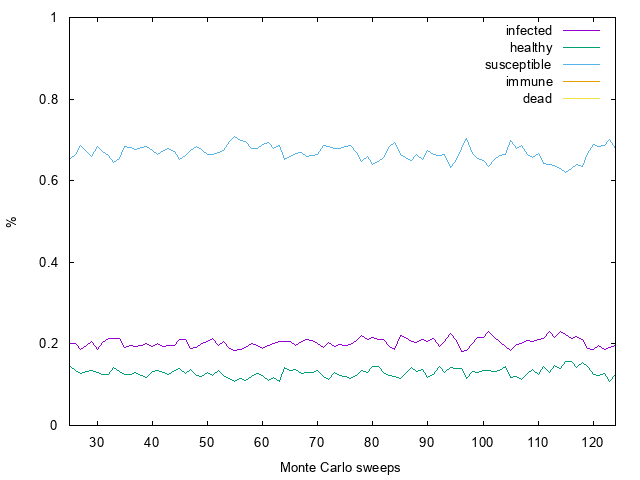 infected
healthy
susceptible
immune
dead
1
0.8
0.6
0.4
0.2
0
%
30 40 50 60 70 80 90 100 110 120
Monte Carlo sweeps